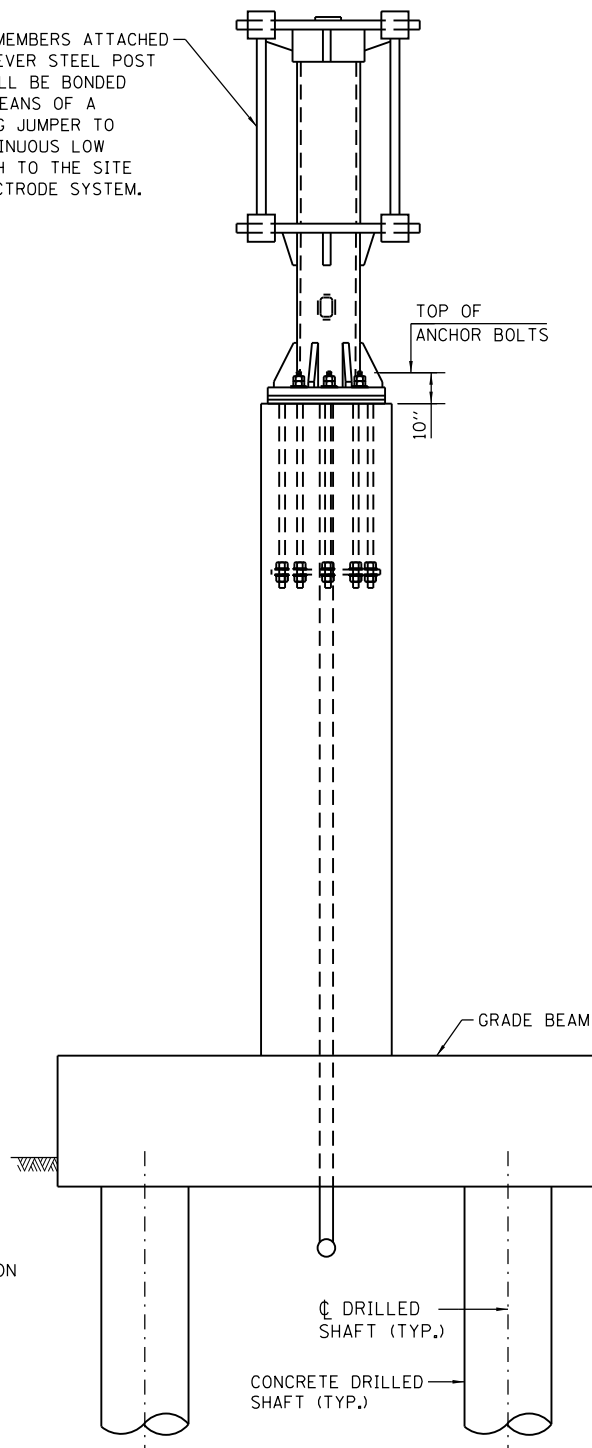 MEMBERS ATTACHED
EVER STEEL POST
LL BE BONDED
EANS OF A
G JUMPER TO
TINUOUS LOW
H TO THE SITE
CTRODE SYSTEM.
TOP OF
ANCHOR BOLTS
10"
GRADE BEAM
ON
℄ DRILLED
SHAFT (TYP.)
CONCRETE DRILLED
SHAFT (TYP.)